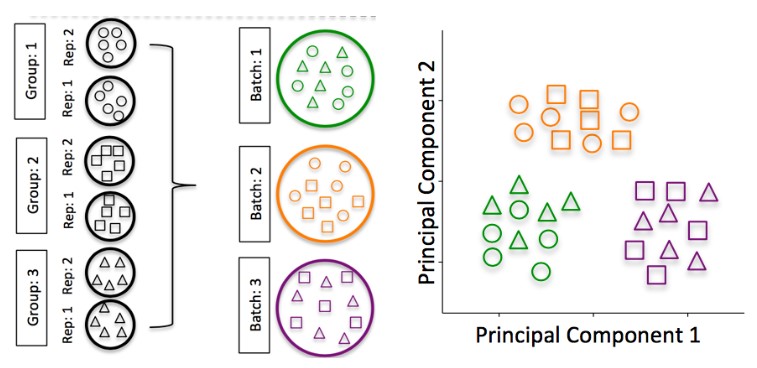 Group: 1
Rep: 2
Rep: 1
Group: 2
Rep: 2
Rep: 1
Group: 3
Rep: 2
Rep: 1
Batch: 1
Batch: 2
Batch: 3
Principal Component 2
Principal Component 1